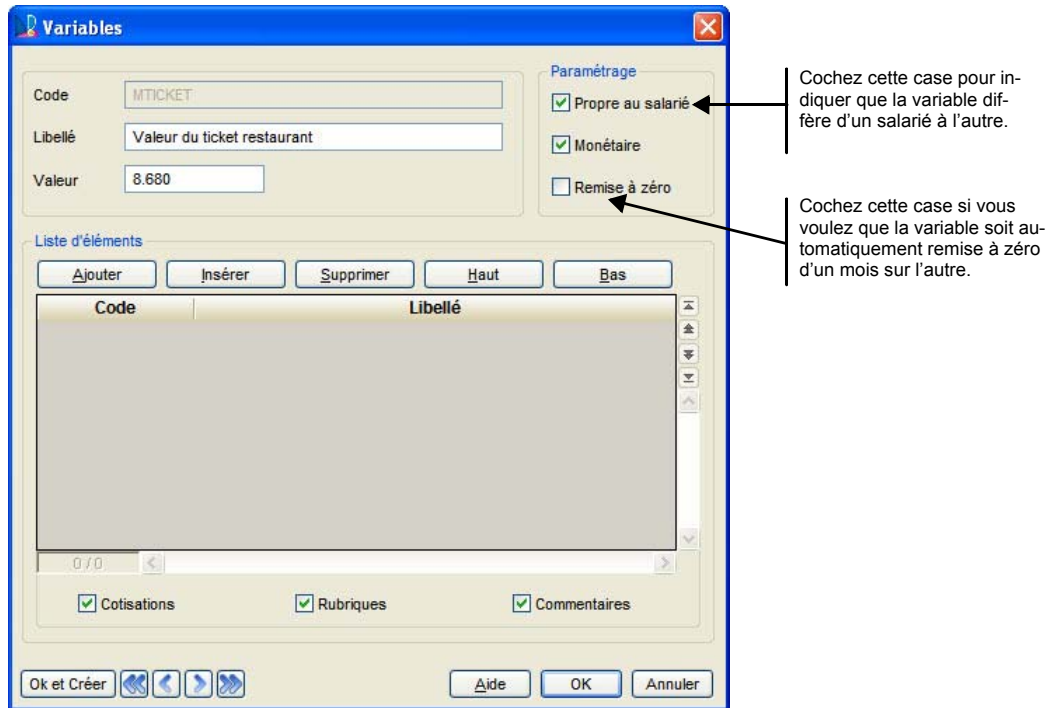 Variables
Paramétrage
Code MTICKET
Propre au salarié
Libellé Valeur du ticket restaurant
Monétaire
Valeur 8.680
Remise à zéro
Cochez cette case pour in-
diquer que la variable dif-
fère d'un salarié à l'autre.
Cochez cette case si vous
voulez que la variable soit au-
tomatiquement remise à zéro
d'un mois sur l'autre.
Liste d'éléments
Ajouter Insérer Supprimer Haut Bas
Code Libellé
0 / 0
Cotisations Rubriques Commentaires
Ok et Créer Aide OK Annuler